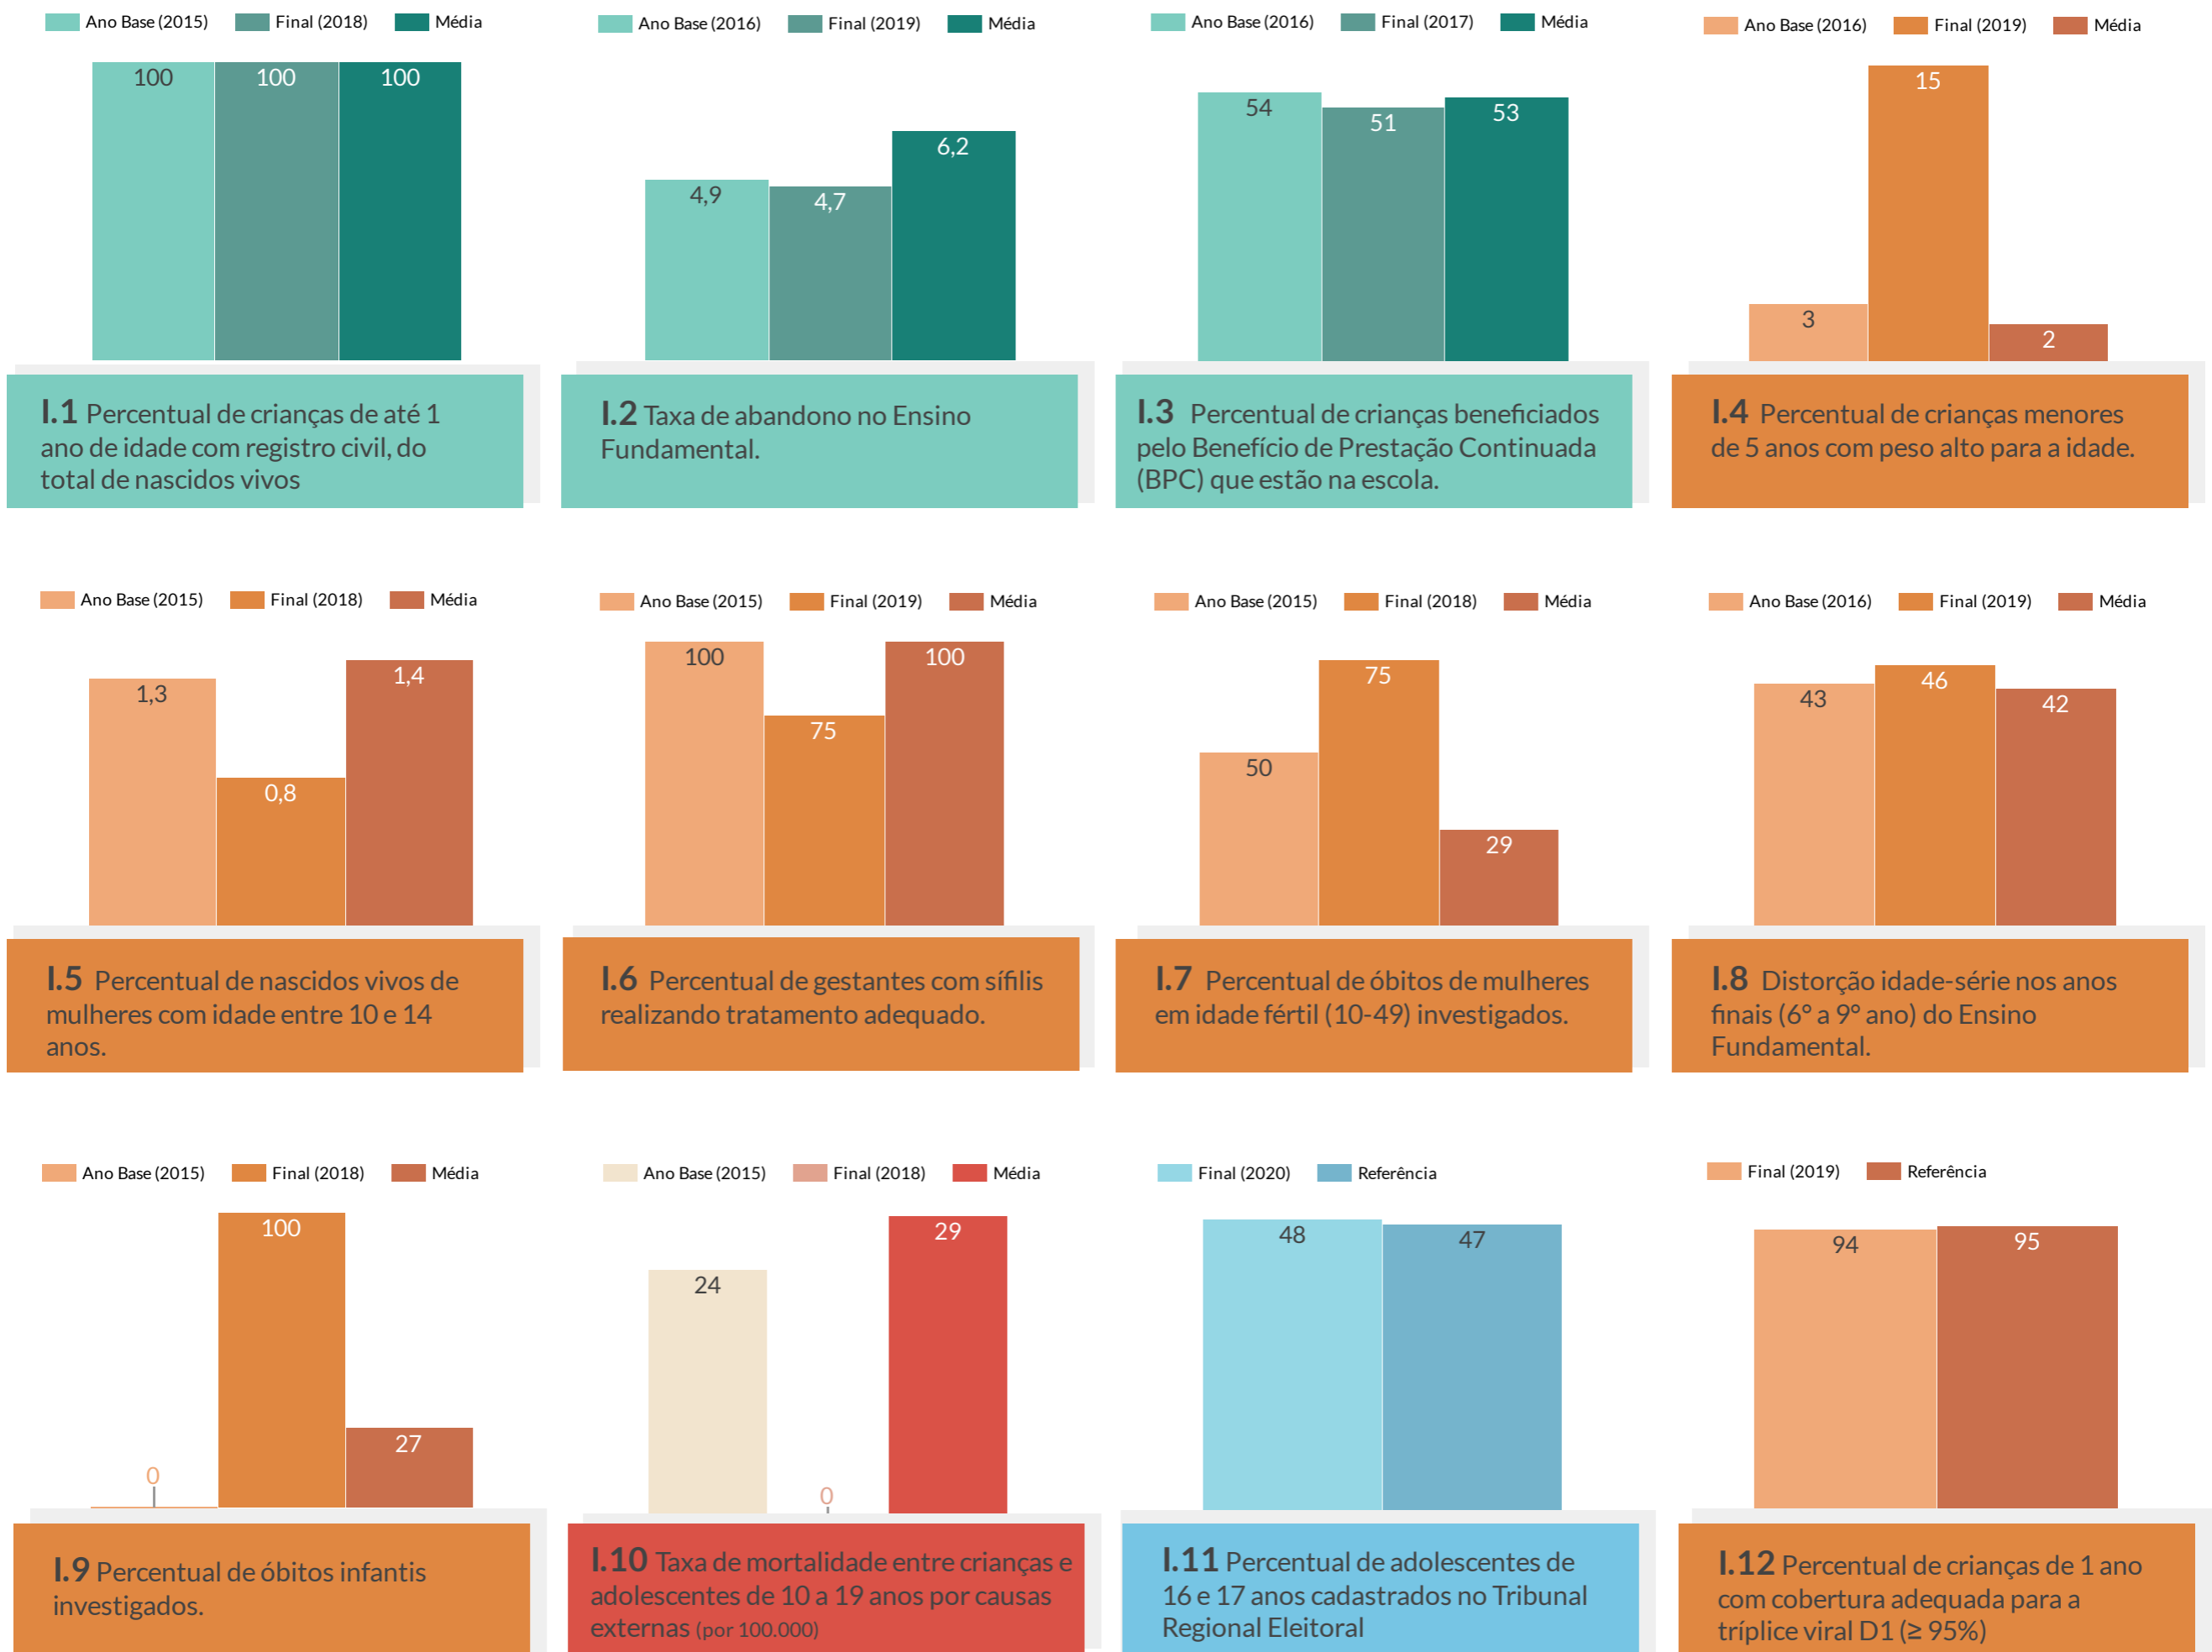 Ano Base (2015) Final (2018) Média
100 100 100
I.1 Percentual de crianças de até 1
ano de idade com registro civil, do
total de nascidos vivos
Ano Base (2016) Final (2019) Média
4,9 4,7 6,2
I.2 Taxa de abandono no Ensino
Fundamental.
Ano Base (2016) Final (2017) Média
54 51 53
I.3 Percentual de crianças beneficiados
pelo Benefício de Prestação Continuada
(BPC) que estão na escola.
Ano Base (2016) Final (2019) Média
3 15 2
I.4 Percentual de crianças menores
de 5 anos com peso alto para a idade.
Ano Base (2015) Final (2018) Média
1,3 0,8 1,4
I.5 Percentual de nascidos vivos de
mulheres com idade entre 10 e 14
anos.
Ano Base (2015) Final (2019) Média
100 75 100
I.6 Percentual de gestantes com sífilis
realizando tratamento adequado.
Ano Base (2015) Final (2018) Média
50 75 29
I.7 Percentual de óbitos de mulheres
em idade fértil (10-49) investigados.
Ano Base (2016) Final (2019) Média
43 46 42
I.8 Distorção idade-série nos anos
finais (6° a 9° ano) do Ensino
Fundamental.
Ano Base (2015) Final (2018) Média
0 100 27
I.9 Percentual de óbitos infantis
investigados.
Ano Base (2015) Final (2018) Média
24 0 29
I.10 Taxa de mortalidade entre crianças e
adolescentes de 10 a 19 anos por causas
externas (por 100.000)
Final (2020) Referência
48 47
I.11 Percentual de adolescentes de
16 e 17 anos cadastrados no Tribunal
Regional Eleitoral
Final (2019) Referência
94 95
I.12 Percentual de crianças de 1 ano
com cobertura adequada para a
tríplice viral D1 (≥ 95%)